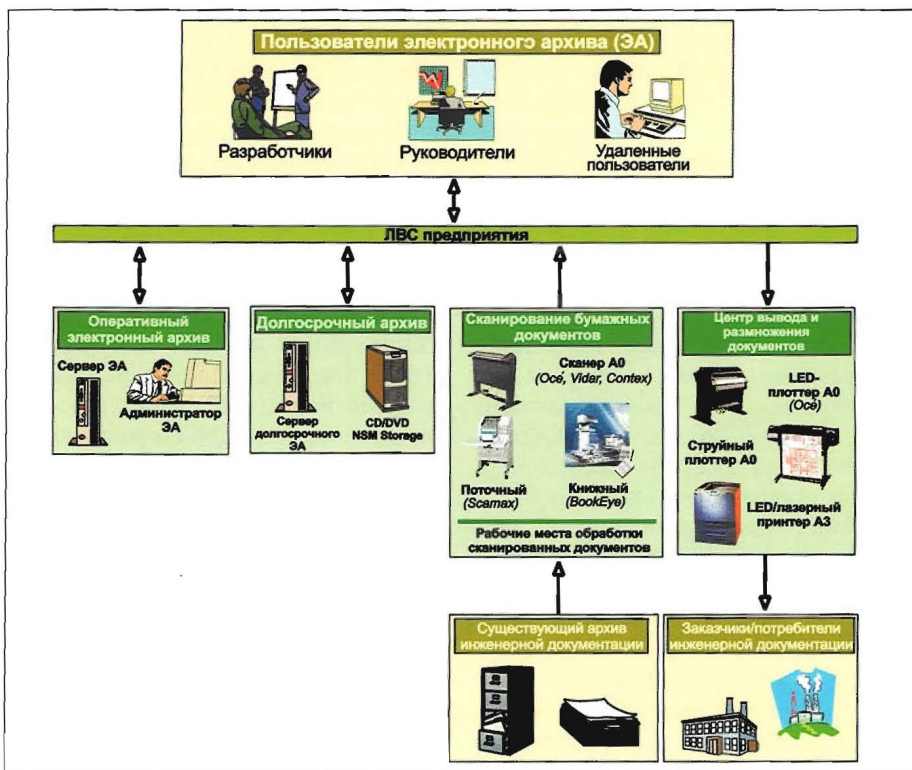 Пользователи электронного архива (ЭА)
Разработчики
Руководители
Удаленные
пользователи
ЛВС предприятия
Оперативный
электронный архив
Сервер ЭА
Администратор
ЭА
Долгосрочный архив
Сервер
долгосрочного
ЭА
CD/DVD
NSM Storage
Сканирование бумажных
документов
Сканер А0
(Océ, Vidar, Contex)
Поточный
(Scamax)
Книжный
(BookEye)
Рабочие места обработки
сканированных документов
Центр вывода и
размножения
документов
LED-
плоттер А0
(Océ)
Струйный
плоттер А0
LED/лазерный
принтер А3
Существующий архив
инженерной документации
Заказчики/потребители
инженерной документации